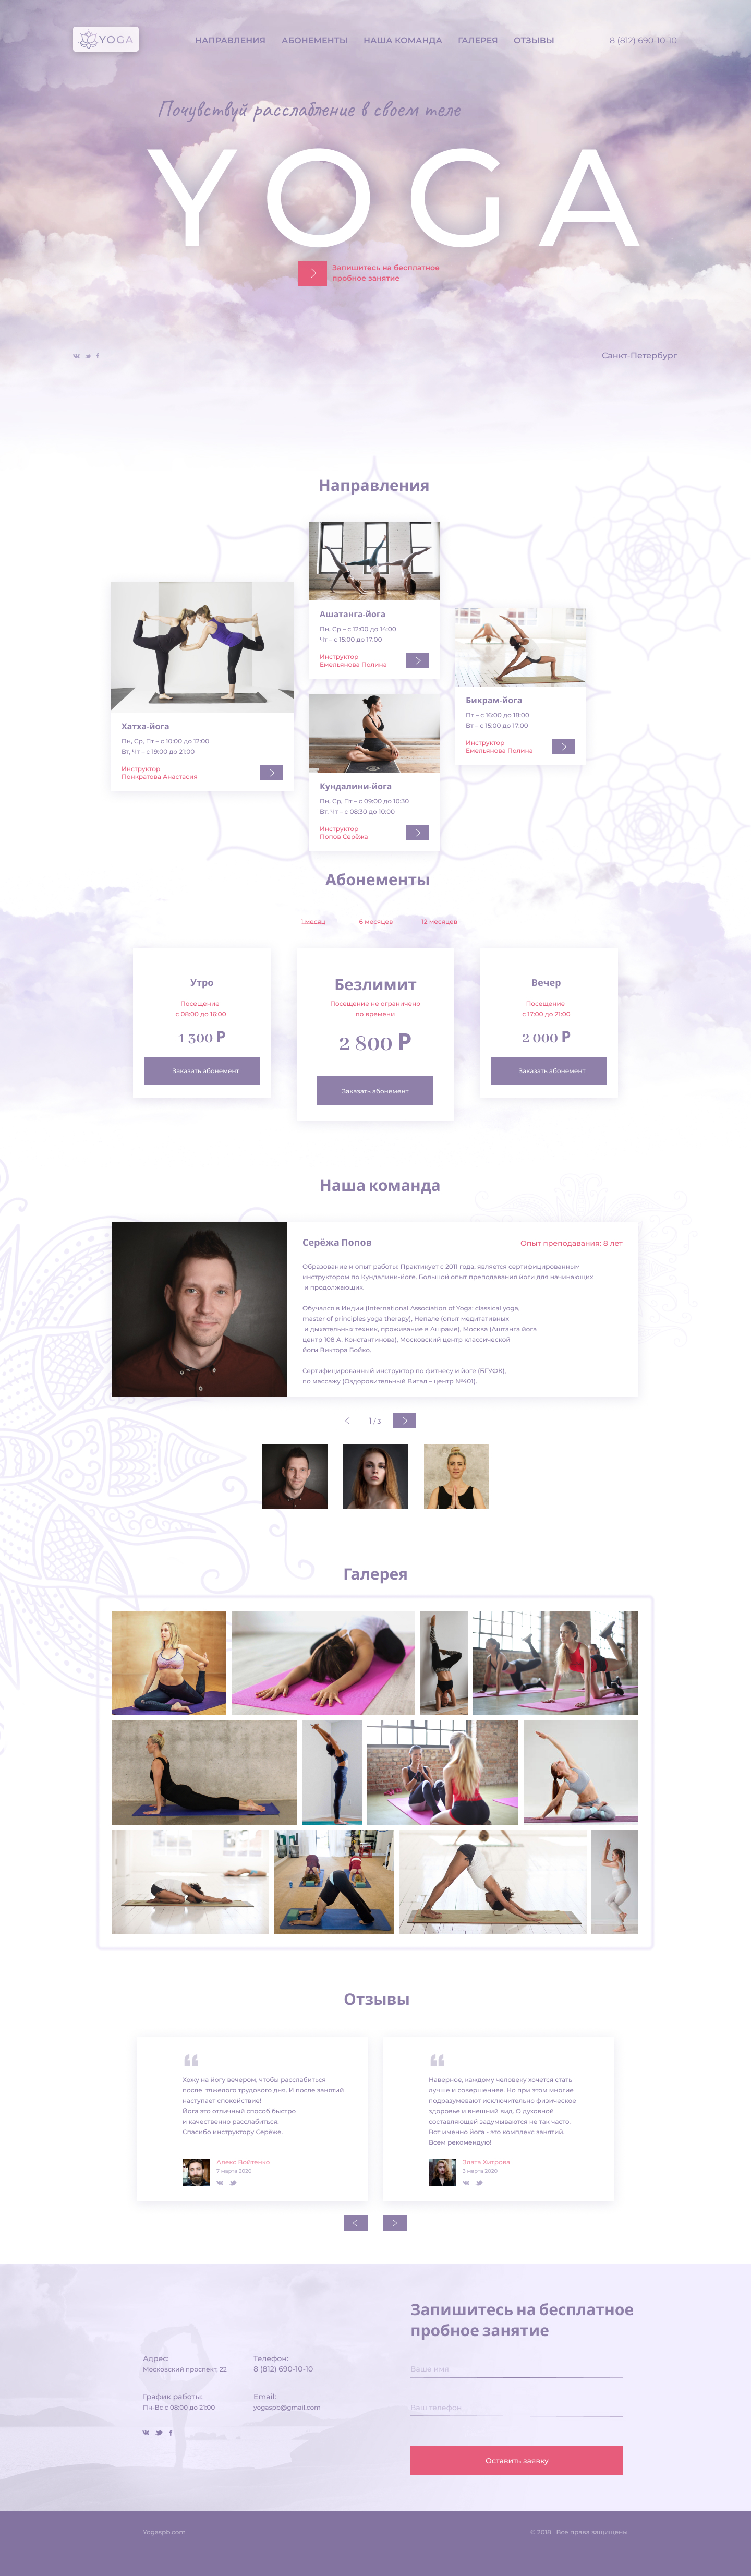 YOGA
НАПРАВЛЕНИЯ АБОНЕМЕНТЫ НАША КОМАНДА ГАЛЕРЕЯ ОТЗЫВЫ
8 (812) 690-10-10
Почувствуй расслабление в своем теле
YOGA
Запишитесь на бесплатное
пробное занятие
Санкт-Петербург
Направления
Хатха-йога
Пн, Ср, Пт – с 10:00 до 12:00
Вт, Чт – с 19:00 до 21:00
Инструктор
Понкратова Анастасия
Ашатанга-йога
Пн, Ср – с 12:00 до 14:00
Чт – с 15:00 до 17:00
Инструктор
Емельянова Полина
Кундалини-йога
Пн, Ср, Пт – с 09:00 до 10:30
Вт, Чт – с 08:30 до 10:00
Инструктор
Попов Серёжа
Бикрам-йога
Пт – с 16:00 до 18:00
Вт – с 15:00 до 17:00
Инструктор
Емельянова Полина
Абонементы
1 месяц 6 месяцев 12 месяцев
Утро
Посещение
с 08:00 до 16:00
1 300 Р
Заказать абонемент
Безлимит
Посещение не ограничено
по времени
2 800 Р
Заказать абонемент
Вечер
Посещение
с 17:00 до 21:00
2 000 Р
Заказать абонемент
Наша команда
Серёжа Попов
Опыт преподавания: 8 лет
Образование и опыт работы: Практикует с 2011 года, является сертифицированным
инструктором по Кундалини-йоге. Большой опыт преподавания йоги для начинающих
и продолжающих.
Обучался в Индии (International Association of Yoga: classical yoga,
master of principles yoga therapy), Непале (опыт медитативных
и дыхательных техник, проживание в Ашраме), Москва (Аштанга йога
центр 108 А. Константинова), Московский центр классической
йоги Виктора Бойко.
Сертифицированный инструктор по фитнесу и йоге (БГУФК),
по массажу (Оздоровительный Витал – центр №401).
1 / 3
Галерея
Отзывы
Хожу на йогу вечером, чтобы расслабиться
после тяжелого трудового дня. И после занятий
наступает спокойствие!
Йога это отличный способ быстро
и качественно расслабиться.
Спасибо инструктору Сереже.
Алекс Войтенко
7 марта 2020
Наверное, каждому человеку хочется стать
лучше и совершеннее. Но при этом многие
подразумевают исключительно физическое
здоровье и внешний вид. О духовной
составляющей задумываются не так часто.
Вот именно йога - это комплекс занятий.
Всем рекомендую!
Злата Хитрова
3 марта 2020
Запишитесь на бесплатное
пробное занятие
Ваше имя
Ваш телефон
Оставить заявку
Адрес:
Московский проспект, 22
Телефон:
8 (812) 690-10-10
График работы:
Пн-Вс с 08:00 до 21:00
Email:
yogaspb@gmail.com
Yogaspb.com
© 2018 Все права защищены